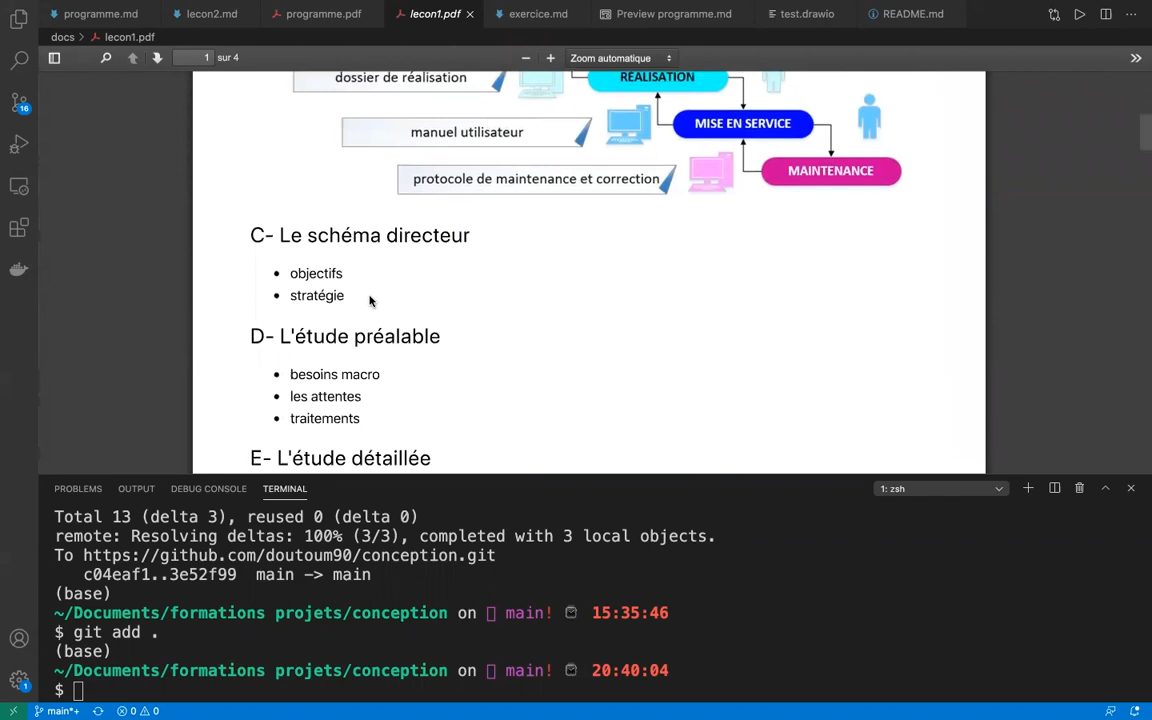 programme.md
lecon2.md
programme.pdf
lecon1.pdf
exercice.md
Preview programme.md
test.drawio
README.md
docs > lecon1.pdf
1 sur 4
Zoom automatique
dossier de réalisation
RÉALISATION
manuel utilisateur
MISE EN SERVICE
protocole de maintenance et correction
MAINTENANCE
C- Le schéma directeur
• objectifs
• stratégie
D- L'étude préalable
• besoins macro
• les attentes
• traitements
E- L'étude détaillée
16
PROBLEMS
OUTPUT
DEBUG CONSOLE
TERMINAL
1: zsh
Total 13 (delta 3), reused 0 (delta 0)
remote: Resolving deltas: 100% (3/3), completed with 3 local objects.
To https://github.com/doutoum90/conception.git
c04eaf1..3e52f99 main -> main
(base)
~/Documents/formations projets/conception on main! 15:35:46
$ git add .
(base)
~/Documents/formations projets/conception on main! 20:40:04
$
1
main*+
0 0